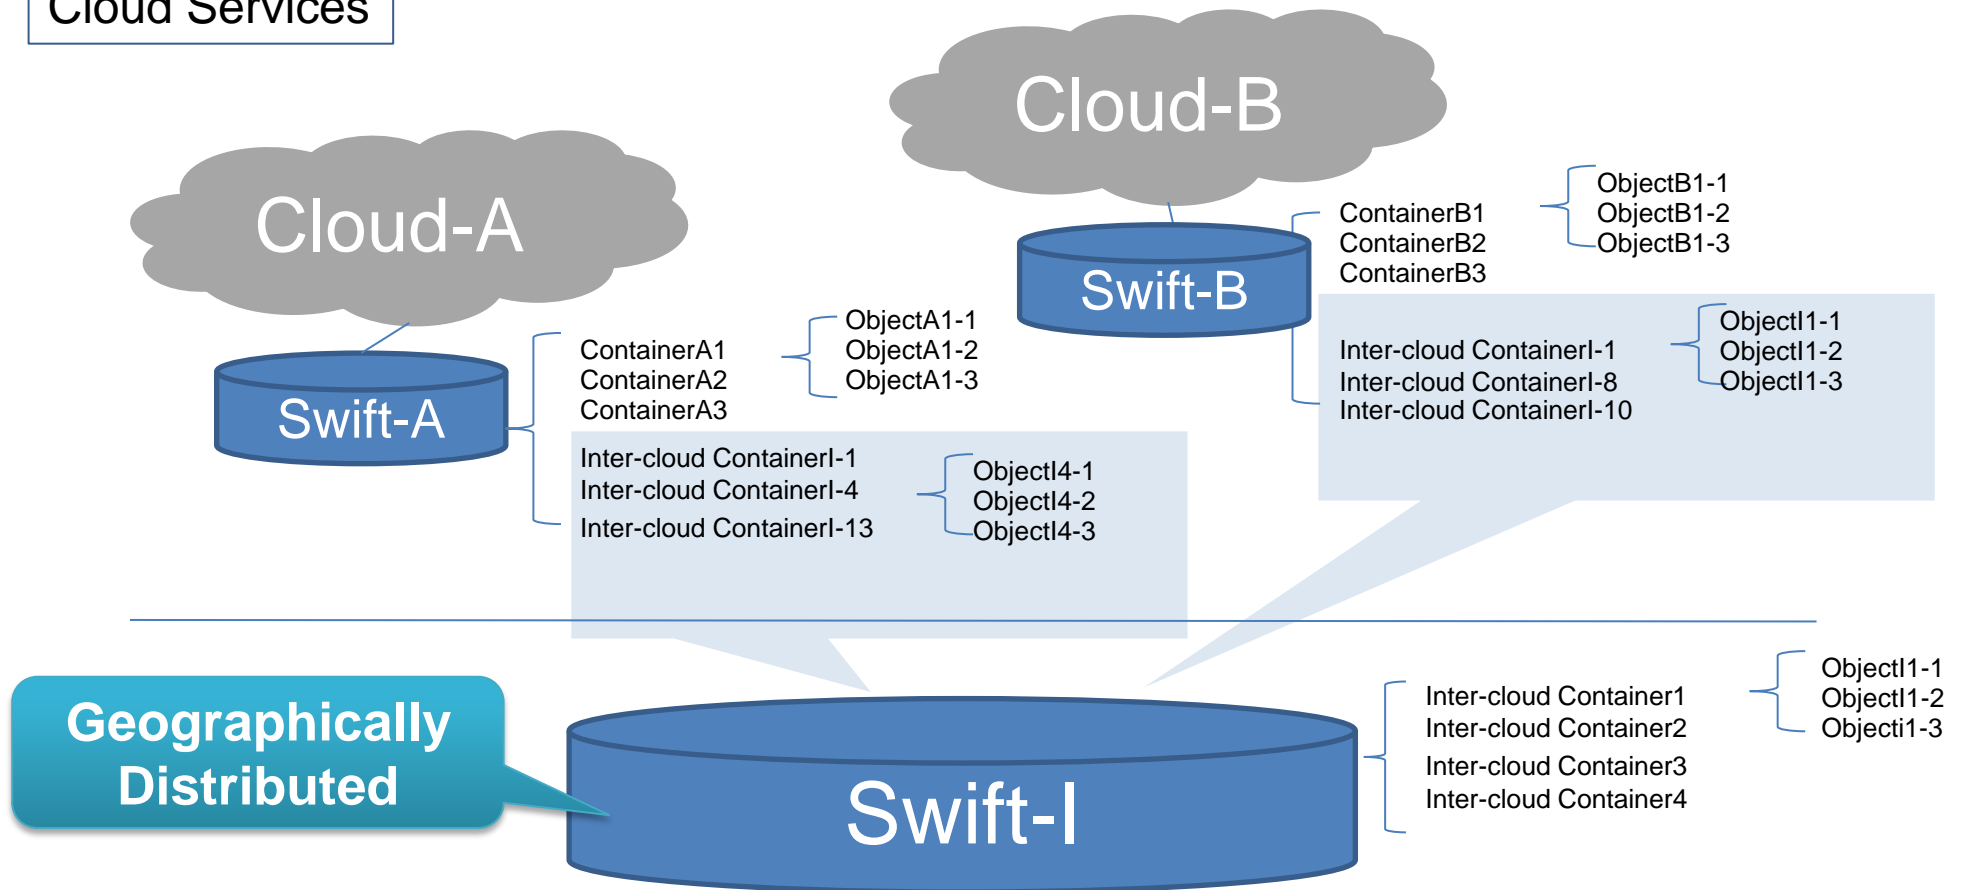 Cloud Services
Cloud-B
Cloud-A
Swift-B
ContainerB1
ContainerB2
ContainerB3
ObjectB1-1
ObjectB1-2
ObjectB1-3
Inter-cloud ContainerI-1
Inter-cloud ContainerI-8
Inter-cloud ContainerI-10
ObjectI1-1
ObjectI1-2
ObjectI1-3
Swift-A
ContainerA1
ContainerA2
ContainerA3
ObjectA1-1
ObjectA1-2
ObjectA1-3
Inter-cloud ContainerI-1
Inter-cloud ContainerI-4
Inter-cloud ContainerI-13
ObjectI4-1
ObjectI4-2
ObjectI4-3
Geographically
Distributed
Swift-I
Inter-cloud Container1
Inter-cloud Container2
Inter-cloud Container3
Inter-cloud Container4
ObjectI1-1
ObjectI1-2
Objecti1-3